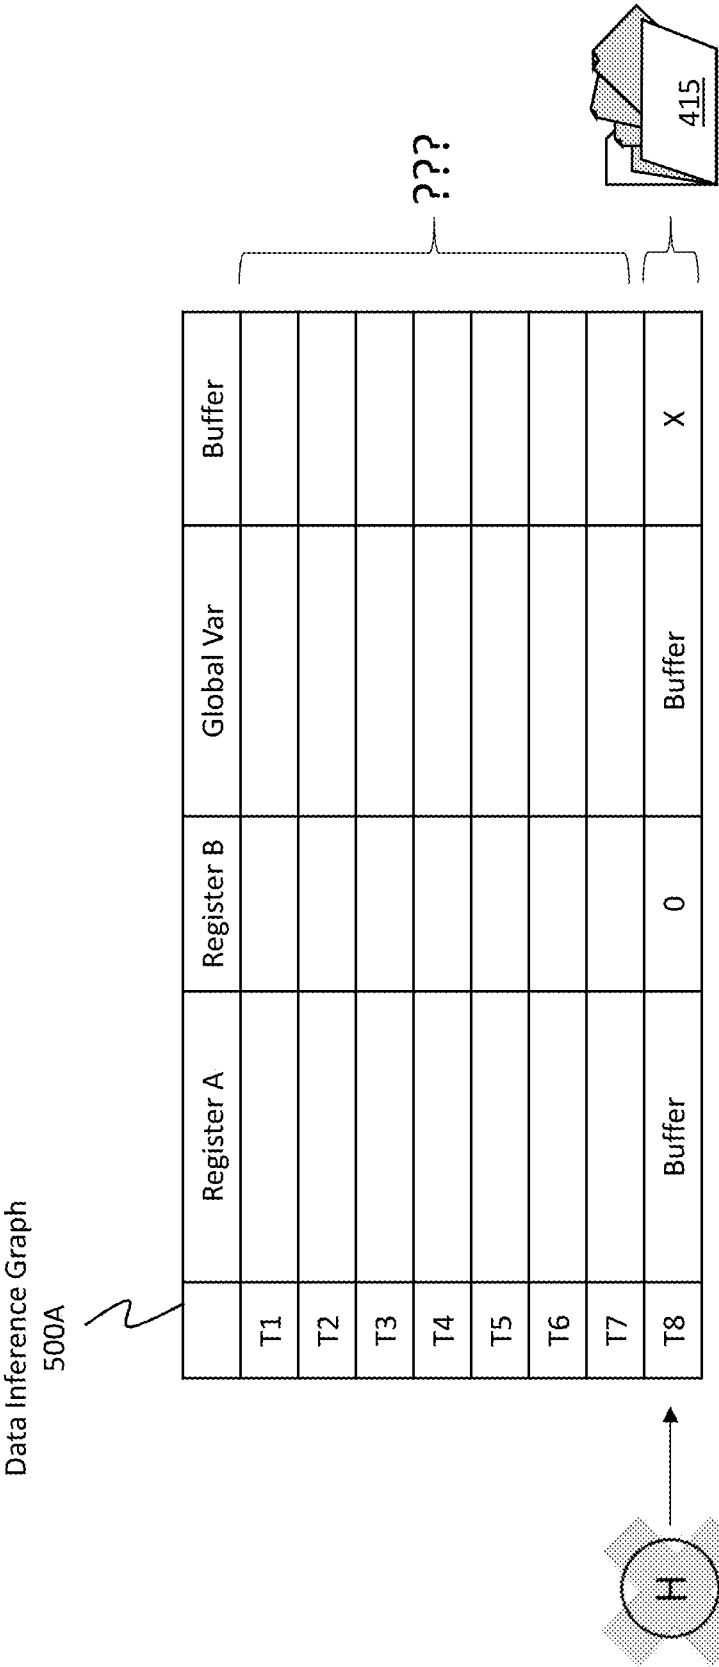 Data Inference Graph
500A
Register A Register B Global Var Buffer
T1
T2
T3
T4
T5
T6
T7
???
H
T8 Buffer 0 Buffer X
415